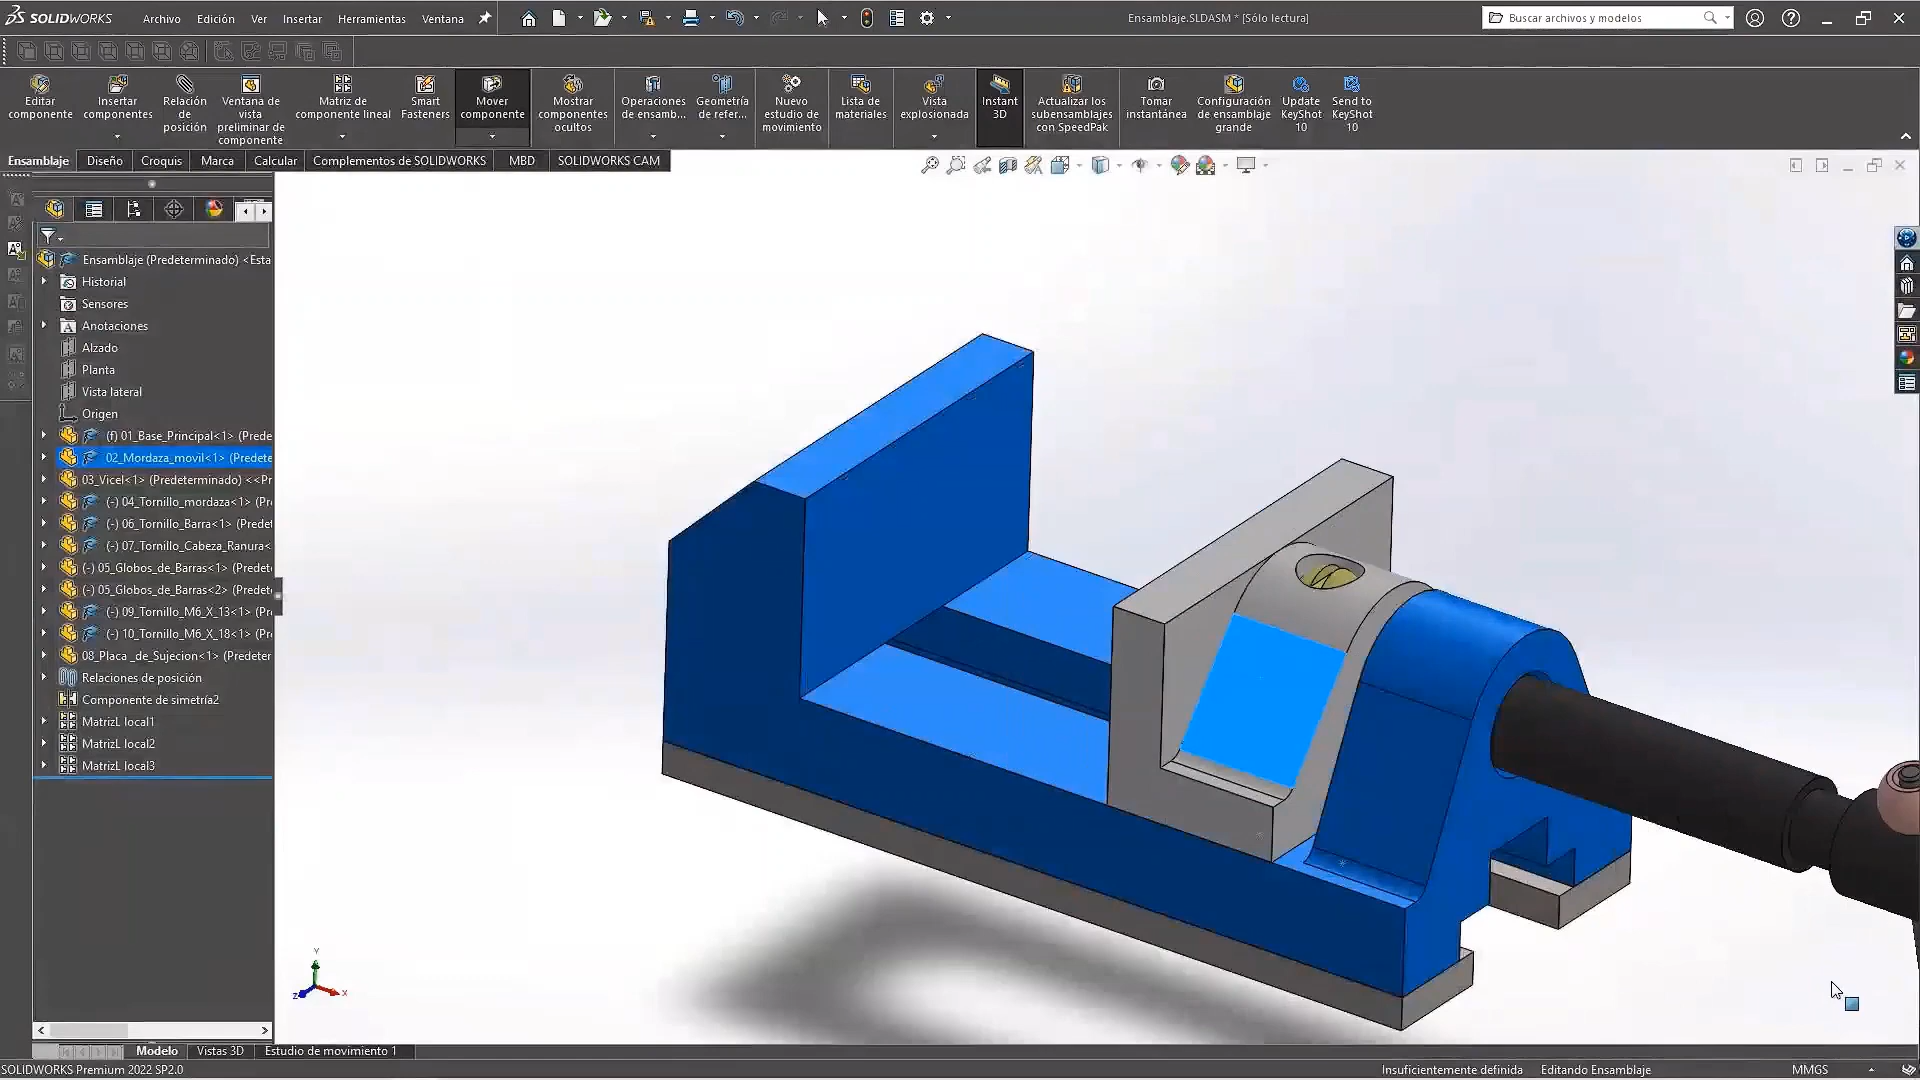 SOLIDWORKS
Archivo Edición Ver Insertar Herramientas Ventana
Ensamblaje.SLDASM * [Sólo lectura]
Buscar archivos y modelos
Editar componente
Insertar componentes
Relación de posición
Ventana de vista preliminar de componente
Matriz de componente lineal
Smart Fasteners
Mover componente
Mostrar componentes ocultos
Operaciones de ensamb...
Geometría de refer...
Nuevo estudio de movimiento
Lista de materiales
Vista explosionada
Instant 3D
Actualizar los subensamblajes con SpeedPak
Tomar instantánea
Configuración de ensamblaje grande
Update KeyShot 10
Send to KeyShot 10
Ensamblaje Diseño Croquis Marca Calcular Complementos de SOLIDWORKS MBD SOLIDWORKS CAM
Ensamblaje (Predeterminado) <Esta
Historial
Sensores
Anotaciones
Alzado
Planta
Vista lateral
Origen
(f) 01_Base_Principal<1> (Prede
02_Mordaza_movil<1> (Predete
03_Vicel<1> (Predeterminado) <<Pr
(-) 04_Tornillo_mordaza<1> (Pr
(-) 06_Tornillo_Barra<1> (Predet
(-) 07_Tornillo_Cabeza_Ranura<
(-) 05_Globos_de_Barras<1> (Predet
(-) 05_Globos_de_Barras<2> (Predet
(-) 09_Tornillo_M6_X_13<1> (Pr
(-) 10_Tornillo_M6_X_18<1> (Pr
08_Placa _de_Sujecion<1> (Predeter
Relaciones de posición
Componente de simetría2
MatrizL local1
MatrizL local2
MatrizL local3
Y
Z X
Modelo Vistas 3D Estudio de movimiento 1
SOLIDWORKS Premium 2022 SP2.0
Insuficientemente definida Editando Ensamblaje MMGS